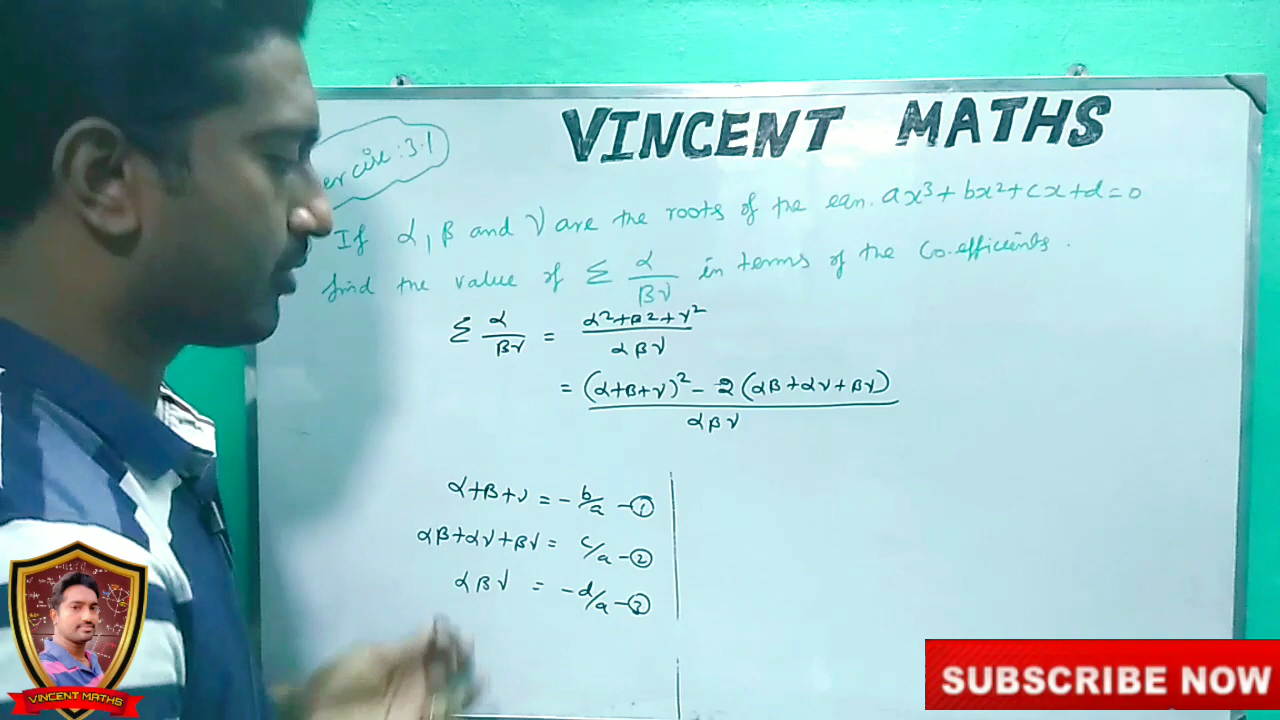 VINCENT MATHS
ercise: 3.1
If α, β and γ are the roots of the eqn. ax³ + bx² + cx + d = 0
find the value of Σ α/βγ in terms of the Co-efficients.
Σ α/βγ = (α² + β² + γ²)/αβγ
= ((α+β+γ)² - 2(αβ+αγ+βγ))/αβγ
α+β+γ = -b/a - ①
αβ+αγ+βγ = c/a - ②
αβγ = -d/a - ③
VINCENT MATHS
SUBSCRIBE NOW